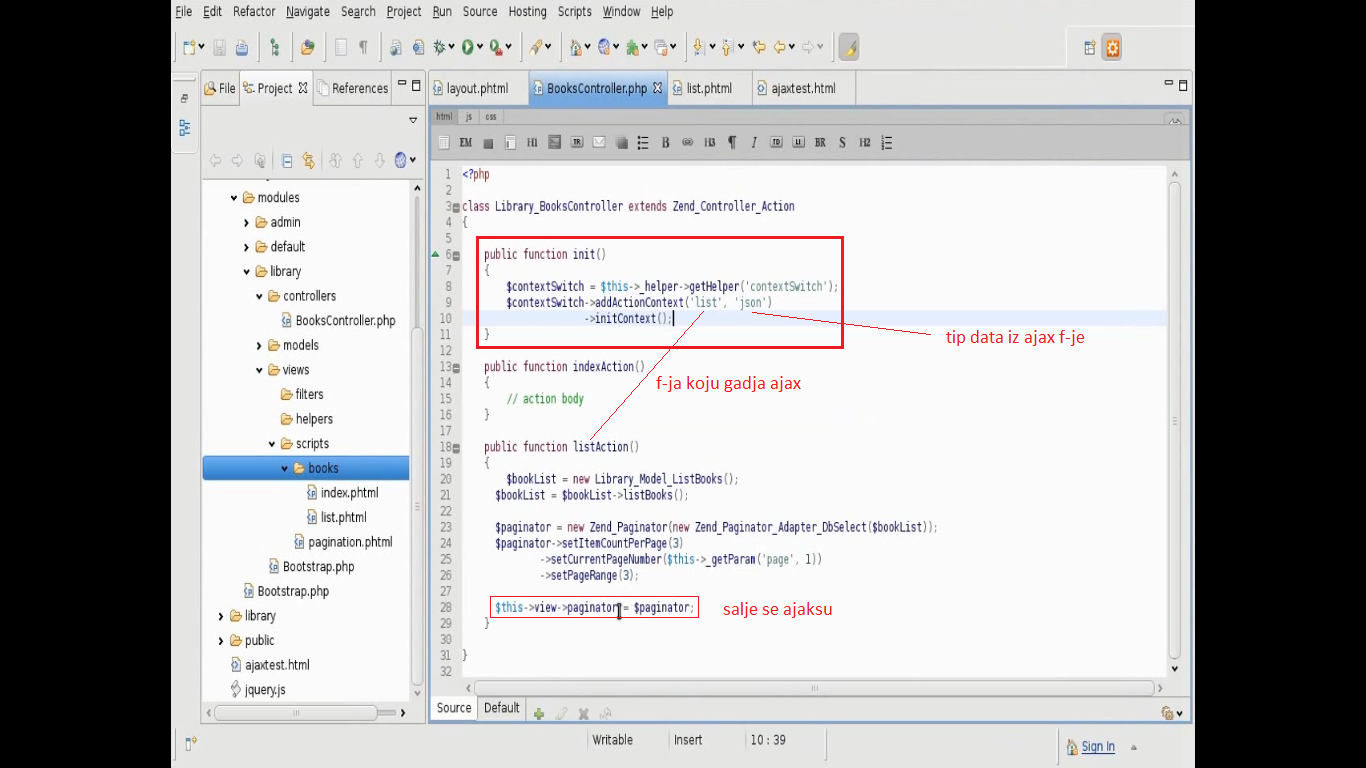 File Edit Refactor Navigate Search Project Run Source Hosting Scripts Window Help
File Project References
layout.phtml BooksController.php list.phtml ajaxtest.html
html js css
EM H1 TR B H3 ¶ I TD LI BR S H2
modules
admin
default
library
controllers
BooksController.php
models
views
filters
helpers
scripts
books
index.phtml
list.phtml
pagination.phtml
Bootstrap.php
Bootstrap.php
library
public
ajaxtest.html
jquery.js
1 <?php
2
3 class Library_BooksController extends Zend_Controller_Action
4 {
5
6 public function init()
7 {
8 $contextSwitch = $this->_helper->getHelper('contextSwitch');
9 $contextSwitch->addActionContext('list', 'json')
10 ->initContext();
11 }
12
13 public function indexAction()
14 {
15 // action body
16 }
17
18 public function listAction()
19 {
20 $bookList = new Library_Model_ListBooks();
21 $bookList = $bookList->listBooks();
22
23 $paginator = new Zend_Paginator(new Zend_Paginator_Adapter_DbSelect($bookList));
24 $paginator->setItemCountPerPage(3)
25 ->setCurrentPageNumber($this->_getParam('page', 1))
26 ->setPageRange(3);
27
28 $this->view->paginator = $paginator;
29 }
30
31 }
32
tip data iz ajax f-je
f-ja koju gadja ajax
salje se ajaksu
Source Default
Writable Insert 10 : 39 Sign In